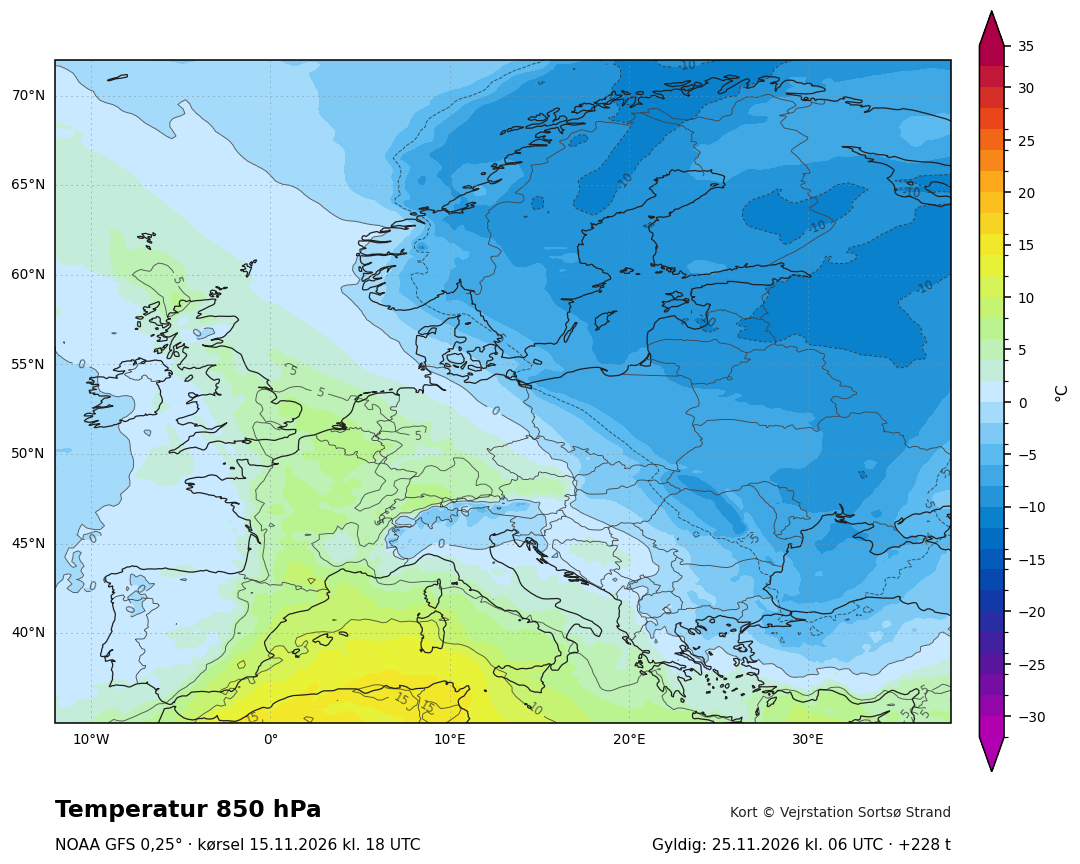 35
30
25
20
15
10
5
0
−5
−10
−15
−20
−25
−30
°C
70°N
65°N
60°N
55°N
50°N
45°N
40°N
10°W
0°
10°E
20°E
30°E
Temperatur 850 hPa
Kort © Vejrstation Sortsø Strand
NOAA GFS 0,25° · kørsel 15.11.2026 kl. 18 UTC
Gyldig: 25.11.2026 kl. 06 UTC · +228 t